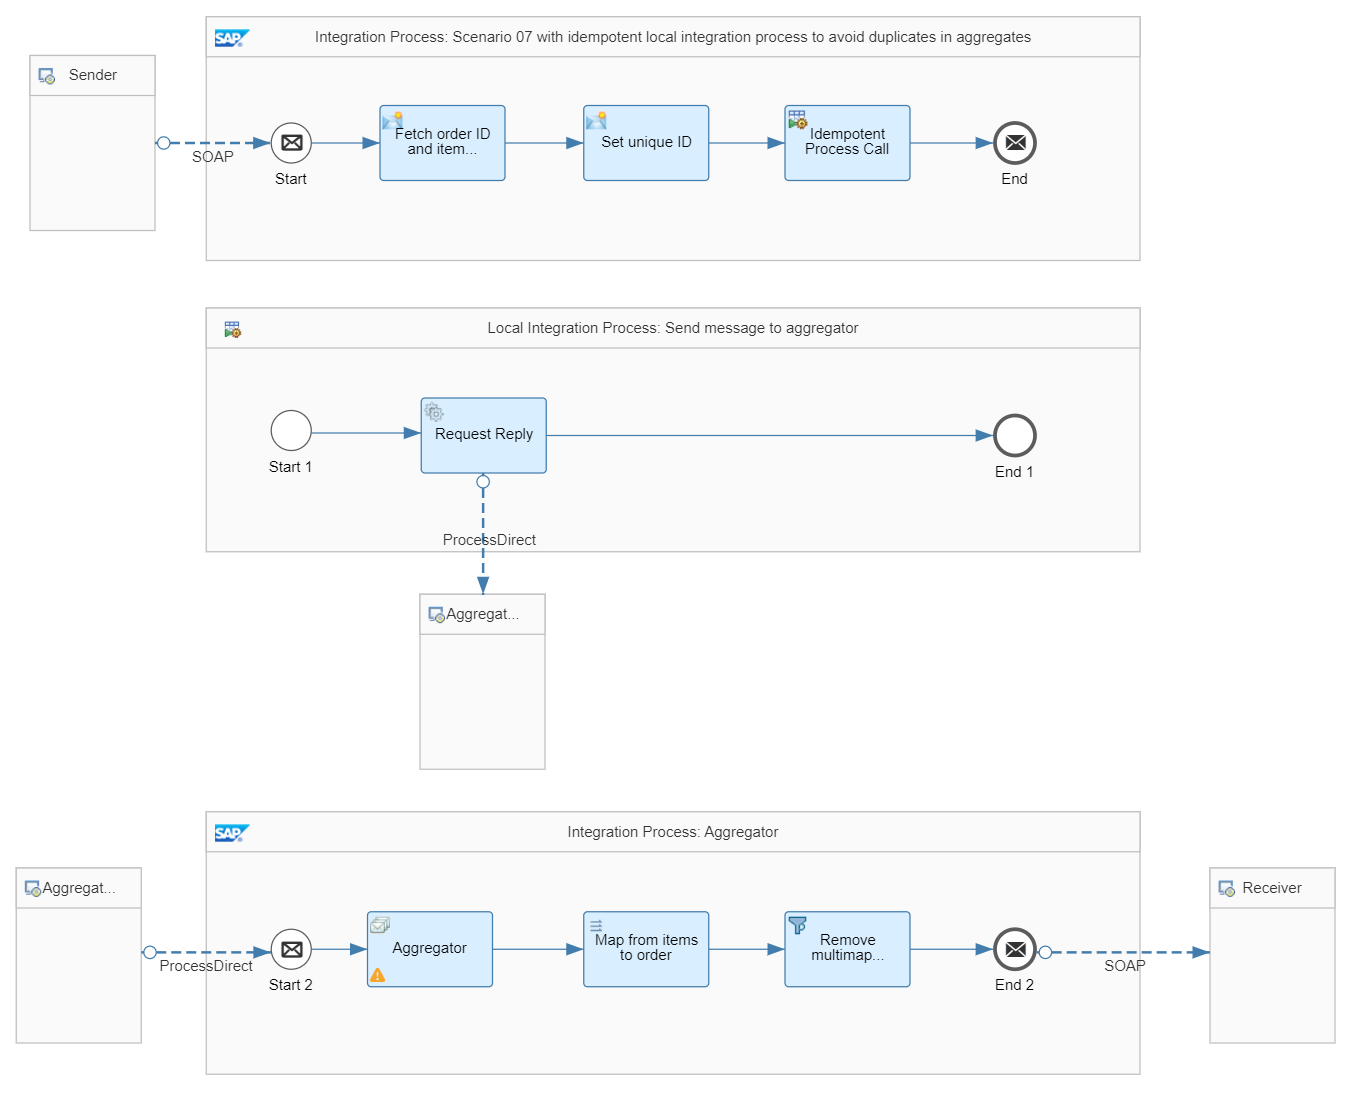 SAP
Integration Process: Scenario 07 with idempotent local integration process to avoid duplicates in aggregates
Sender
SOAP
Start
Fetch order ID
and item...
Set unique ID
Idempotent
Process Call
End
Local Integration Process: Send message to aggregator
Start 1
Request Reply
End 1
ProcessDirect
Aggregat...
SAP
Integration Process: Aggregator
Aggregat...
ProcessDirect
Start 2
Aggregator
Map from items
to order
Remove
multimap...
End 2
SOAP
Receiver